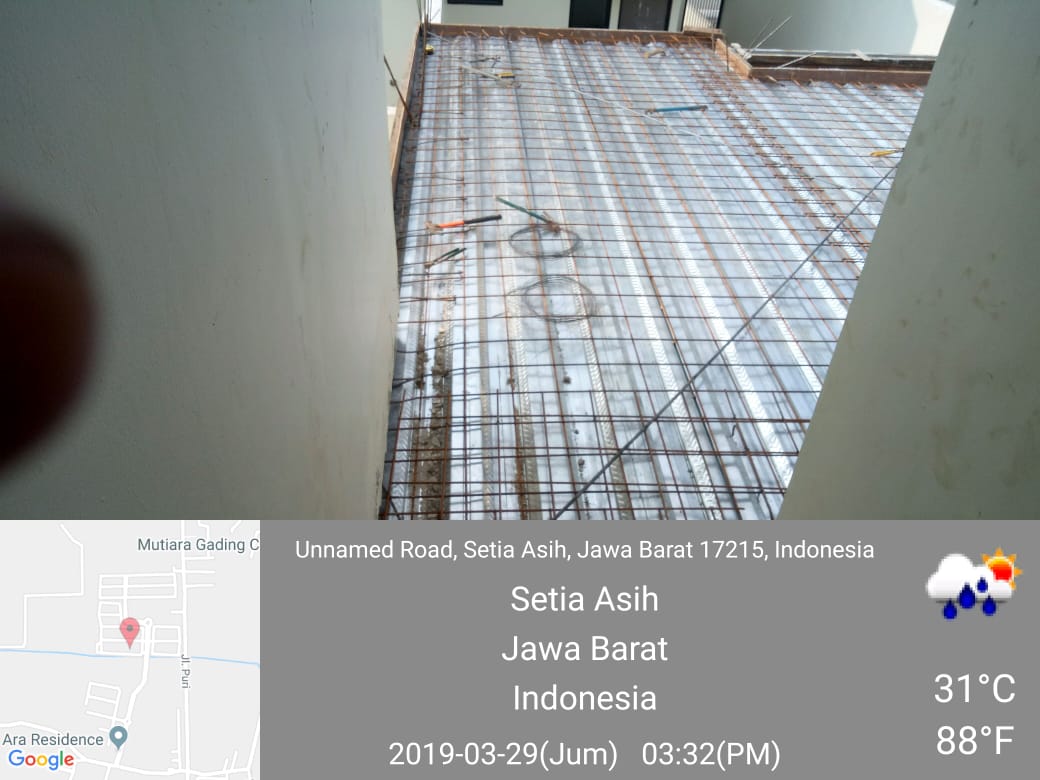 Unnamed Road, Setia Asih, Jawa Barat 17215, Indonesia
Setia Asih
Jawa Barat
Indonesia
2019-03-29(Jum) 03:32(PM)
31°C
88°F
Mutiara Gading C
Jl. Puri
Ara Residence
Google